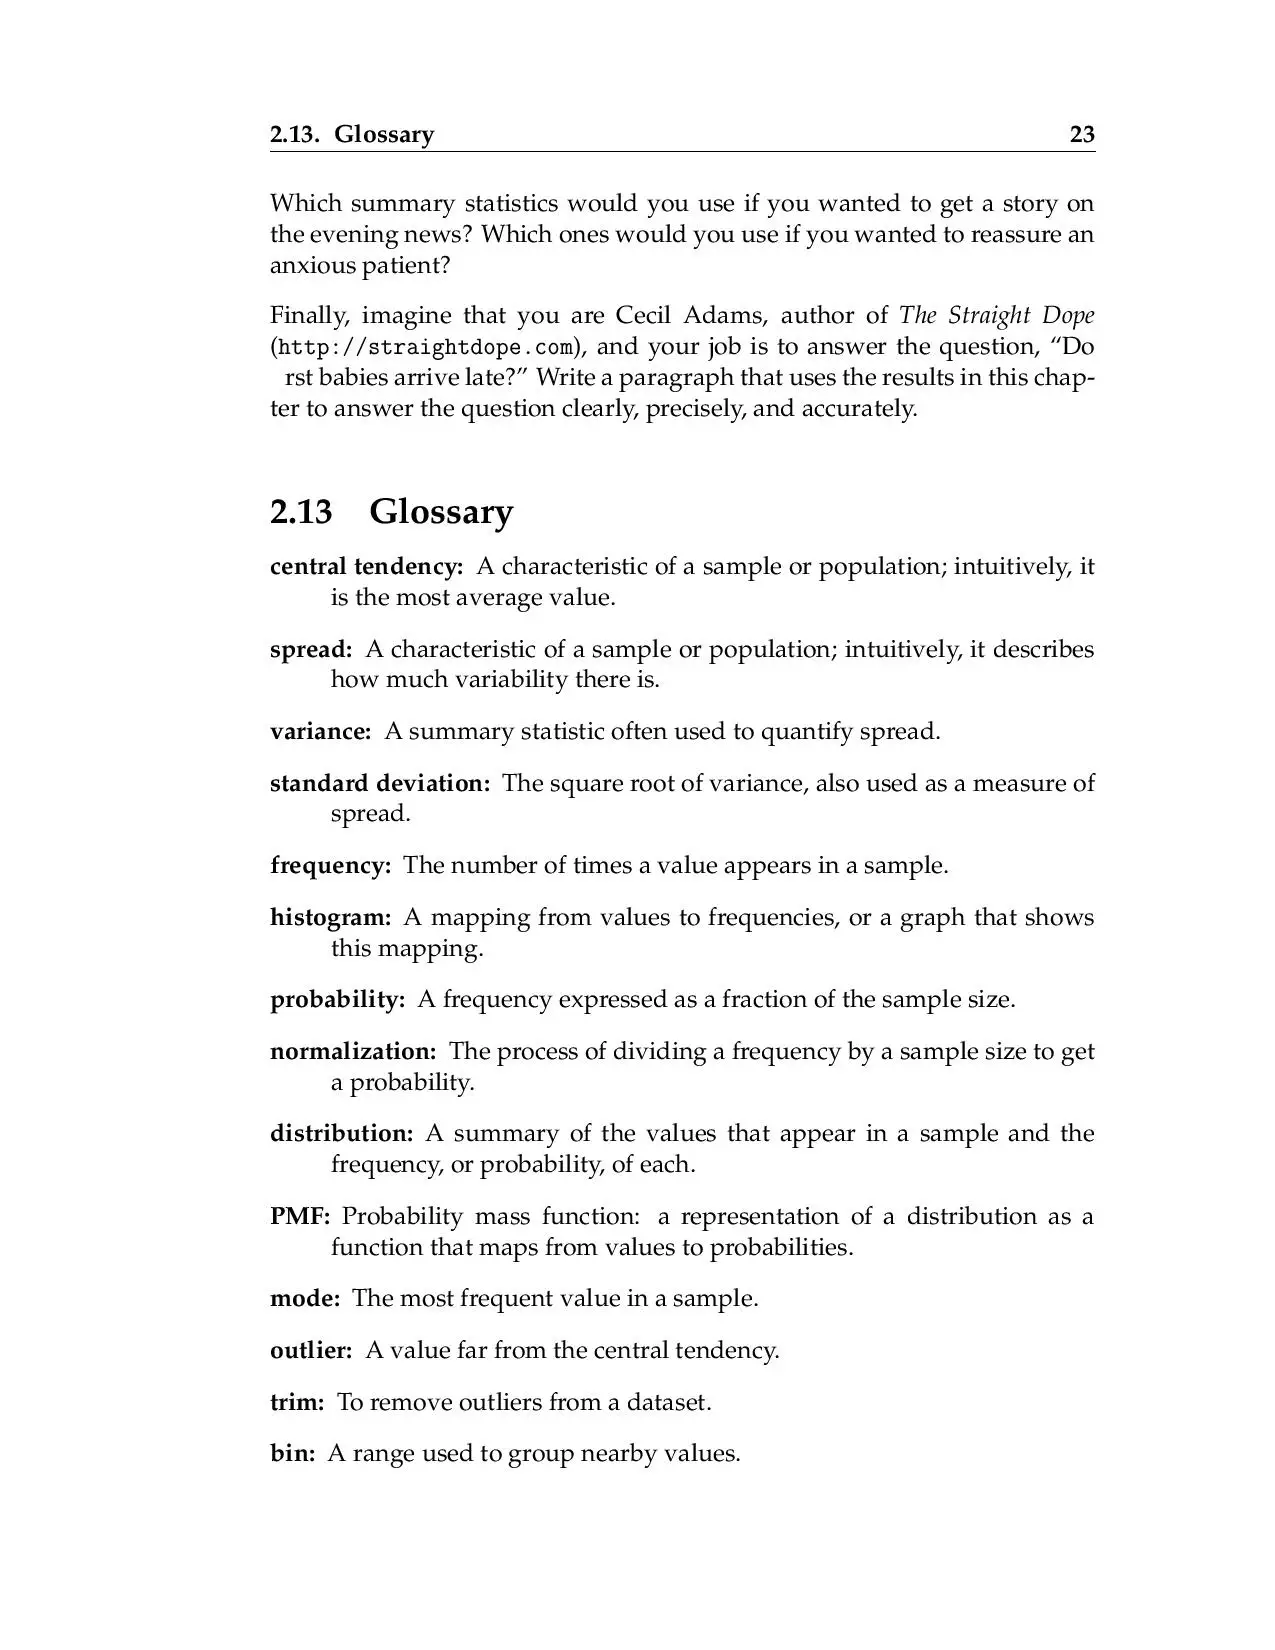 2.13. Glossary 23
Which summary statistics would you use if you wanted to get a story on
the evening news? Which ones would you use if you wanted to reassure an
anxious patient?
Finally, imagine that you are Cecil Adams, author of The Straight Dope
(http://straightdope.com), and your job is to answer the question, “Do
rst babies arrive late?” Write a paragraph that uses the results in this chap-
ter to answer the question clearly, precisely, and accurately.
2.13 Glossary
central tendency: A characteristic of a sample or population; intuitively, it
is the most average value.
spread: A characteristic of a sample or population; intuitively, it describes
how much variability there is.
variance: A summary statistic often used to quantify spread.
standard deviation: The square root of variance, also used as a measure of
spread.
frequency: The number of times a value appears in a sample.
histogram: A mapping from values to frequencies, or a graph that shows
this mapping.
probability: A frequency expressed as a fraction of the sample size.
normalization: The process of dividing a frequency by a sample size to get
a probability.
distribution: A summary of the values that appear in a sample and the
frequency, or probability, of each.
PMF: Probability mass function: a representation of a distribution as a
function that maps from values to probabilities.
mode: The most frequent value in a sample.
outlier: A value far from the central tendency.
trim: To remove outliers from a dataset.
bin: A range used to group nearby values.